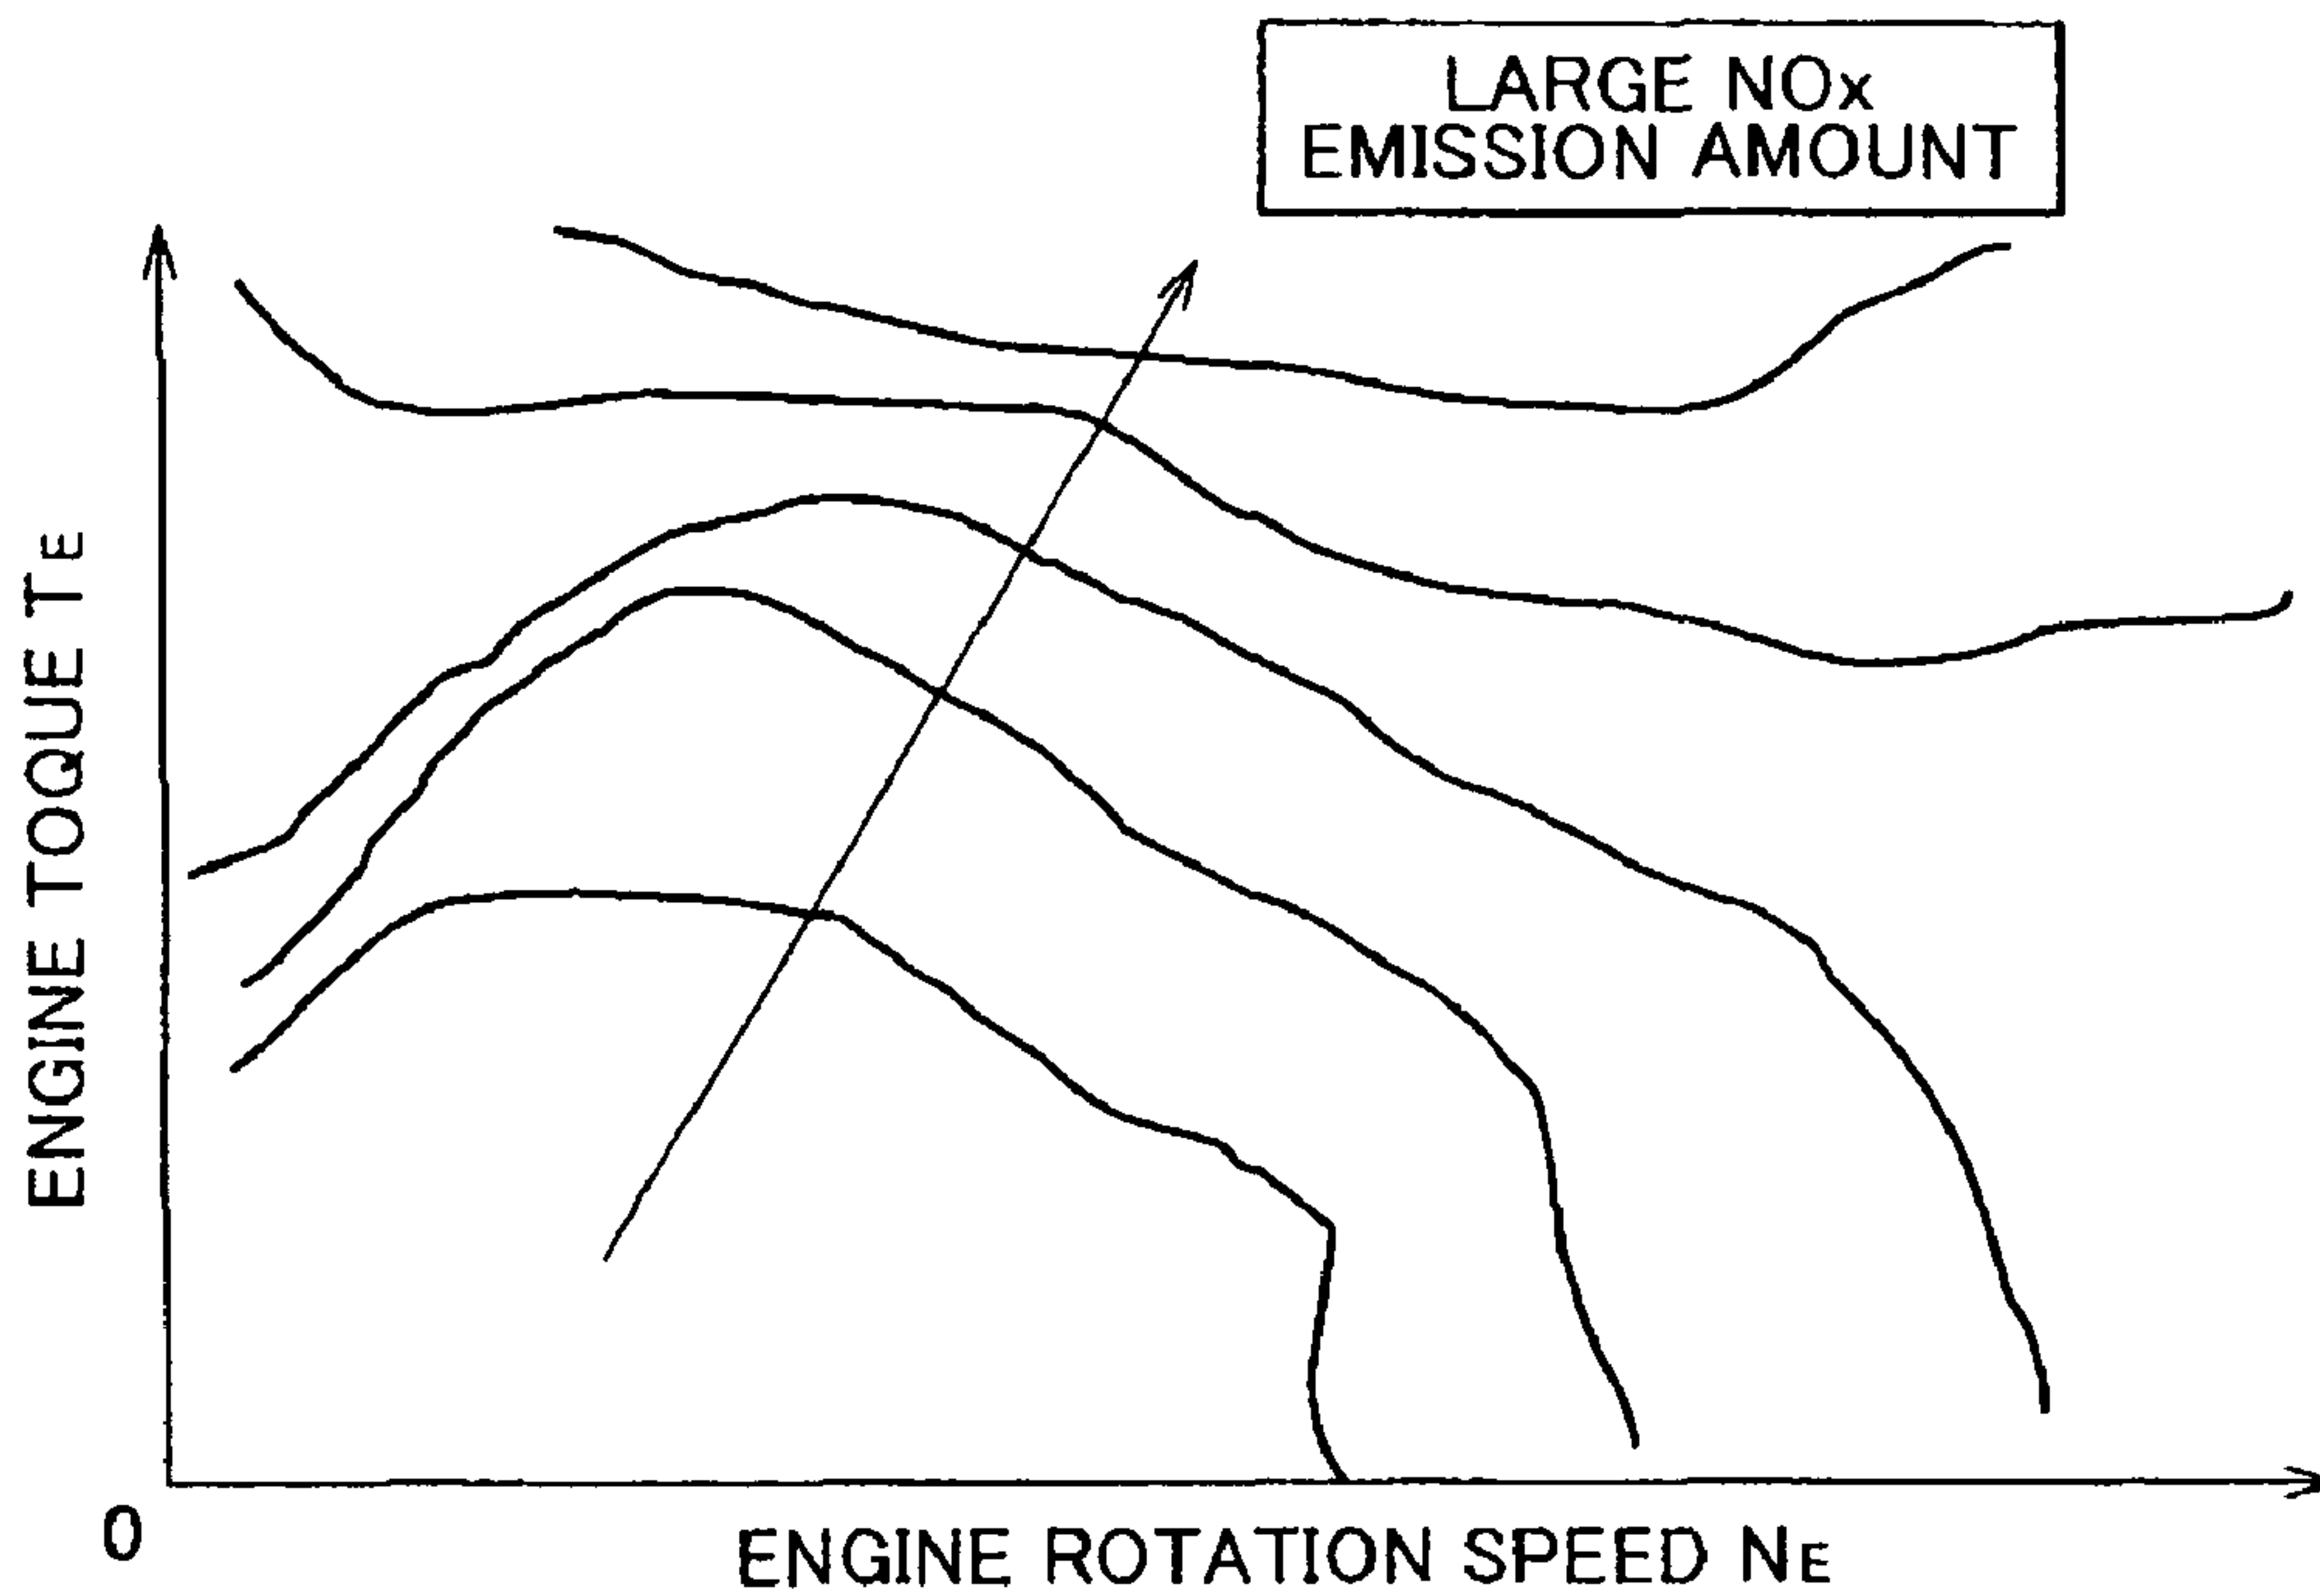 LARGE NOx
EMISSION AMOUNT
ENGINE TOQUE TE
0
ENGINE ROTATION SPEED NE